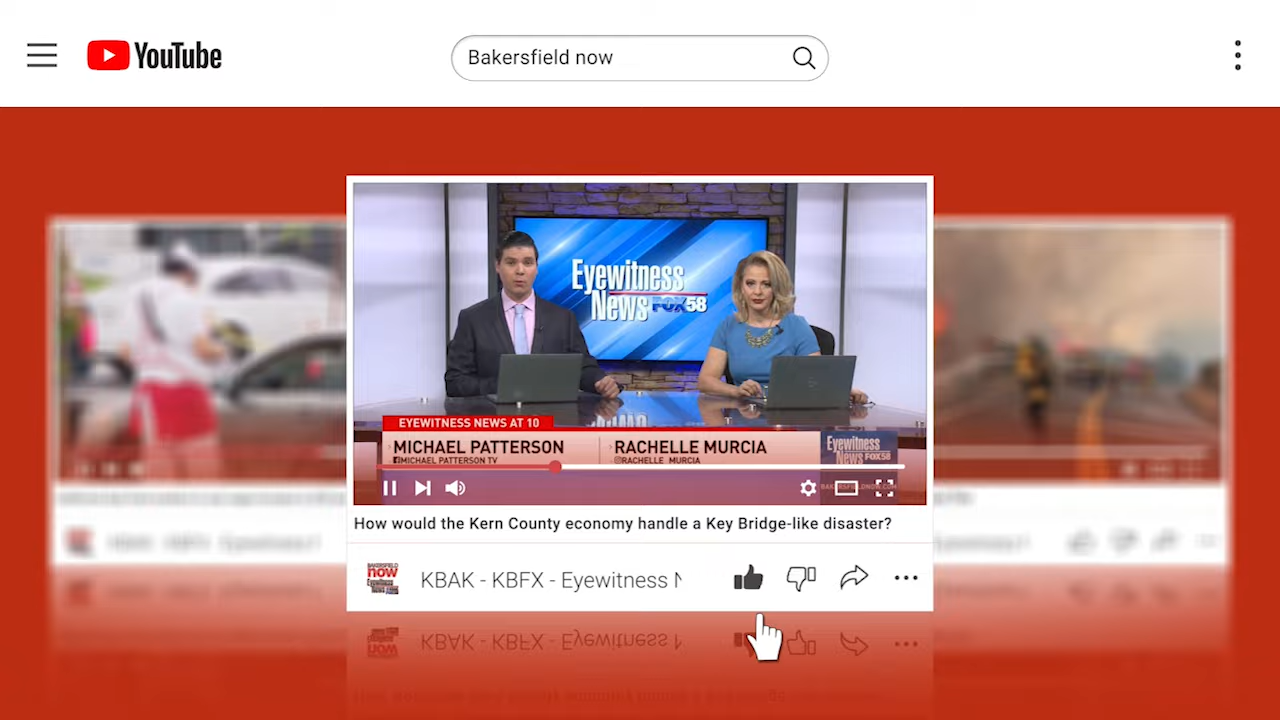 YouTube
Bakersfield now
Eyewitness
News FOX58
EYEWITNESS NEWS AT 10
MICHAEL PATTERSON
MICHAEL PATTERSON TV
RACHELLE MURCIA
RACHELLE_MURCIA
Eyewitness
News FOX58
How would the Kern County economy handle a Key Bridge-like disaster?
BAKERSFIELD
now
Eyewitness
KBAK - KBFX - Eyewitness N